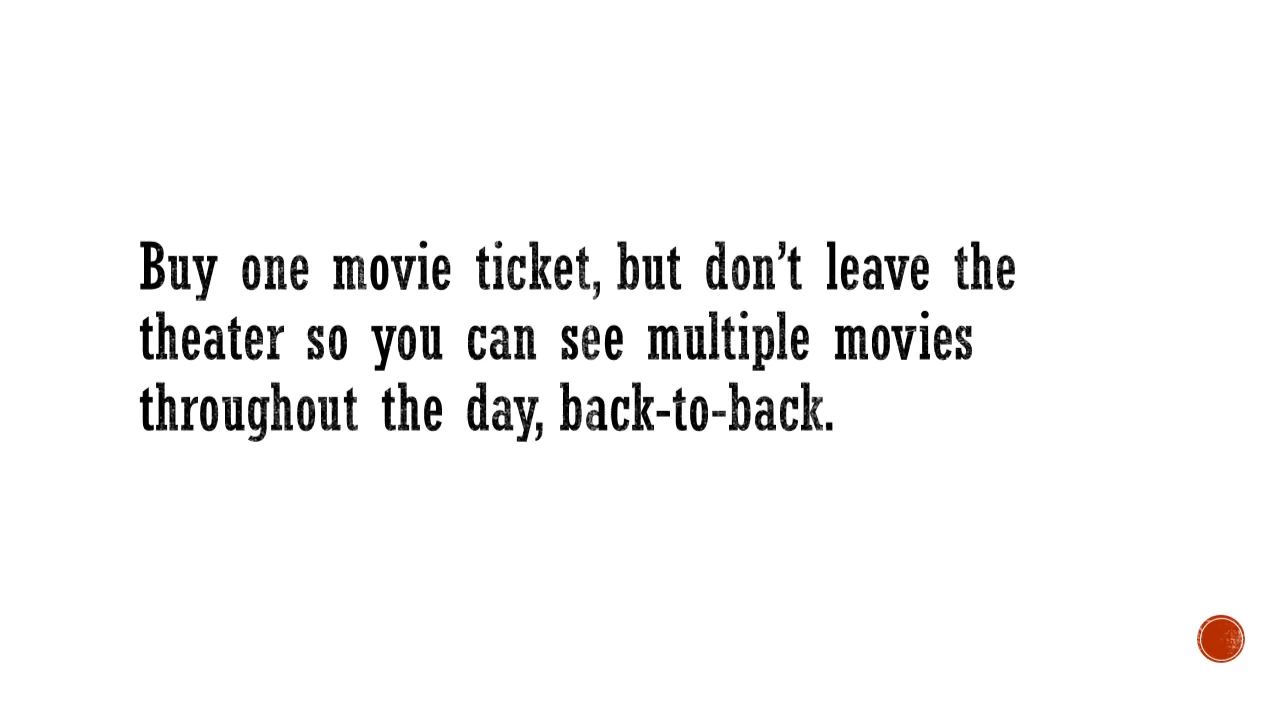 Buy one movie ticket, but don’t leave the
theater so you can see multiple movies
throughout the day, back-to-back.